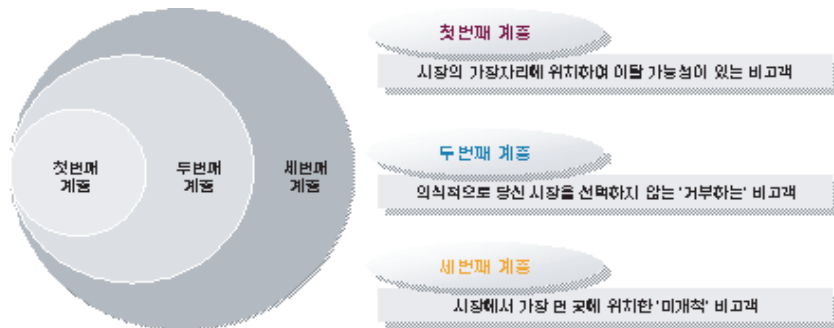 첫번째
계층
두번째
계층
세번째
계층
첫번째 계층
시장의 가장자리에 위치하여 이탈 가능성이 있는 비고객
두번째 계층
의식적으로 당신 시장을 선택하지 않는 '거부하는' 비고객
세번째 계층
시장에서 가장 먼 곳에 위치한 '미개척' 비고객